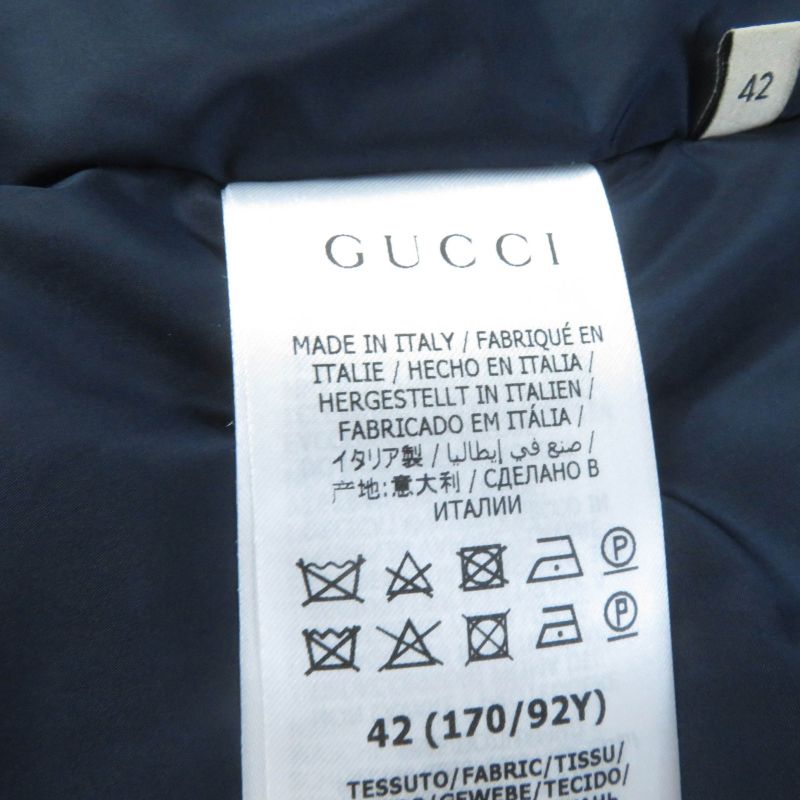 42
GUCCI
MADE IN ITALY / FABRIQUÉ EN
ITALIE / HECHO EN ITALIA /
HERGESTELLT IN ITALIEN /
FABRICADO EM ITÁLIA /
イタリア製 / صنع في إيطاليا /
产地:意大利 / СДЕЛАНО В
ИТАЛИИ
P
P
42 (170/92Y)
TESSUTO/FABRIC/TISSU/
/GEWEBE/TECIDO/